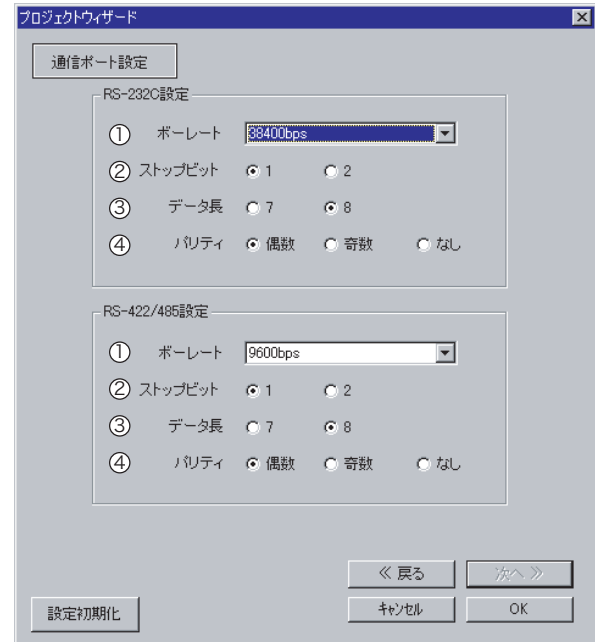 プロジェクトウィザード
通信ポート設定
RS-232C設定
① ボーレート 38400bps
② ストップビット 1 2
③ データ長 7 8
④ パリティ 偶数 奇数 なし
RS-422/485設定
① ボーレート 9600bps
② ストップビット 1 2
③ データ長 7 8
④ パリティ 偶数 奇数 なし
≪ 戻る 次へ ≫
設定初期化 キャンセル OK